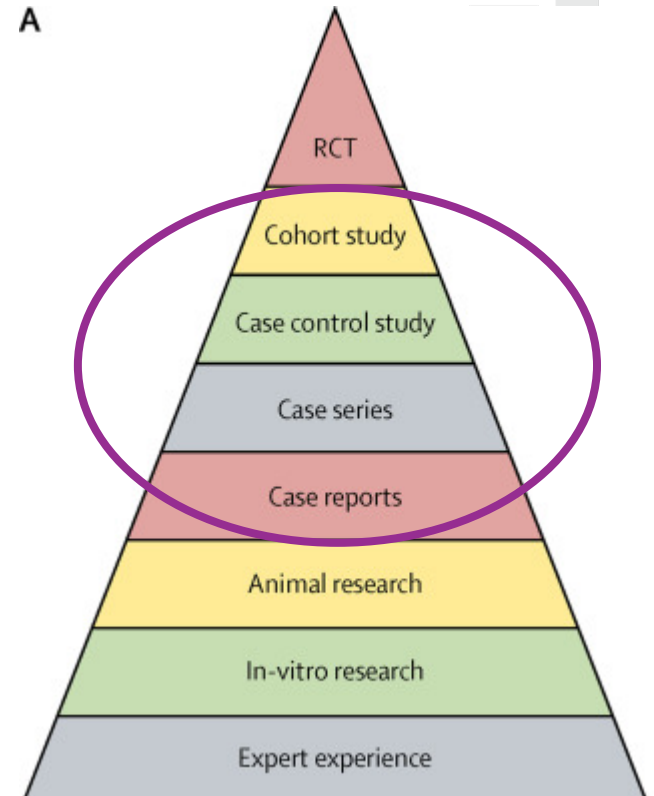 A
RCT
Cohort study
Case control study
Case series
Case reports
Animal research
In-vitro research
Expert experience